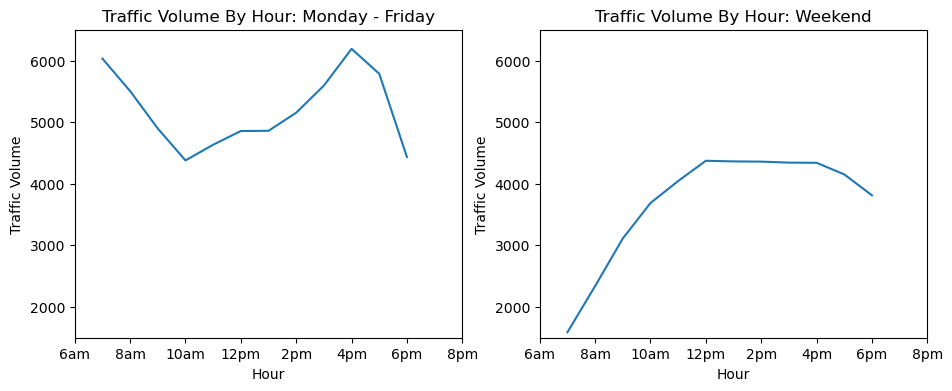 Traffic Volume By Hour: Monday - Friday
Traffic Volume
6000
5000
4000
3000
2000
6am 8am 10am 12pm 2pm 4pm 6pm 8pm
Hour
Traffic Volume By Hour: Weekend
Traffic Volume
6000
5000
4000
3000
2000
6am 8am 10am 12pm 2pm 4pm 6pm 8pm
Hour